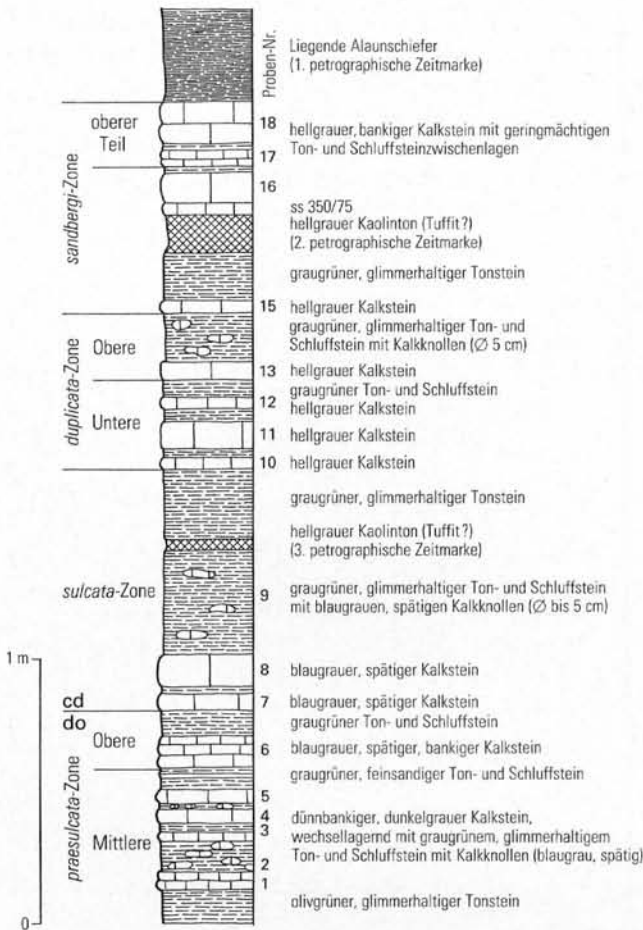 Proben-Nr.
Liegende Alaunschiefer
(1. petrographische Zeitmarke)
sandbergi-Zone
oberer
Teil
18
hellgrauer, bankiger Kalkstein mit geringmächtigen
Ton- und Schluffsteinzwischenlagen
17
16
ss 350/75
hellgrauer Kaolinton (Tuffit?)
(2. petrographische Zeitmarke)
graugrüner, glimmerhaltiger Tonstein
15 hellgrauer Kalkstein
duplicata-Zone
Obere
graugrüner, glimmerhaltiger Ton- und
Schluffstein mit Kalkknollen (∅ 5 cm)
13 hellgrauer Kalkstein
Untere
graugrüner Ton- und Schluffstein
12 hellgrauer Kalkstein
11 hellgrauer Kalkstein
10 hellgrauer Kalkstein
graugrüner, glimmerhaltiger Tonstein
hellgrauer Kaolinton (Tuffit?)
(3. petrographische Zeitmarke)
sulcata-Zone
9
graugrüner, glimmerhaltiger Ton- und Schluffstein
mit blaugrauen, spätigen Kalkknollen (∅ bis 5 cm)
1 m
8 blaugrauer, spätiger Kalkstein
cd
7 blaugrauer, spätiger Kalkstein
do
graugrüner Ton- und Schluffstein
praesulcata-Zone
Obere
6 blaugrauer, spätiger, bankiger Kalkstein
graugrüner, feinsandiger Ton- und Schluffstein
Mittlere
5
4
3
2
1
dünnbankiger, dunkelgrauer Kalkstein,
wechsellagernd mit graugrünem, glimmerhaltigem
Ton- und Schluffstein mit Kalkknollen (blaugrau, spätig)
olivgrüner, glimmerhaltiger Tonstein
0